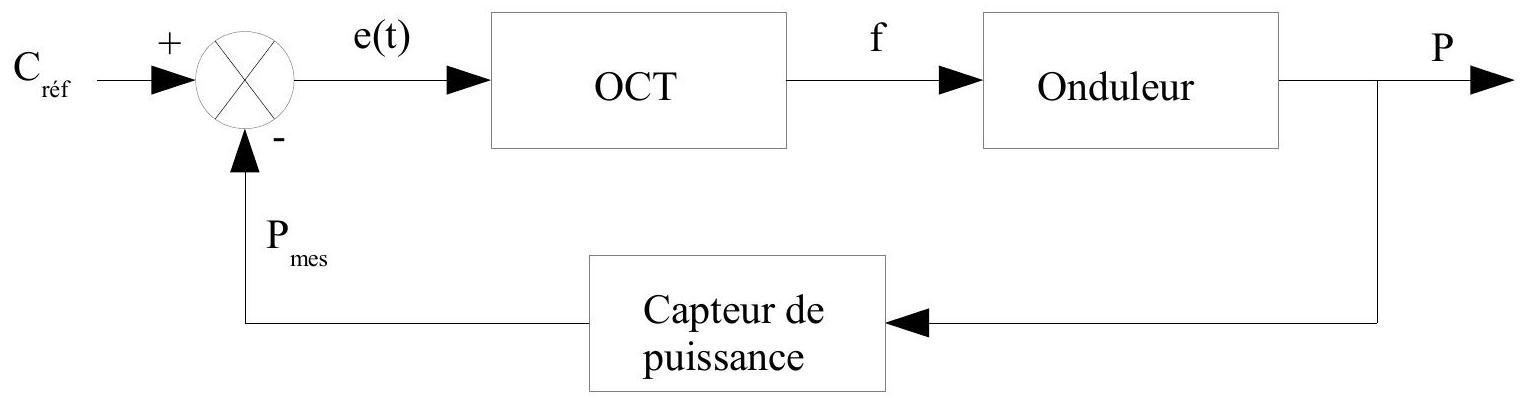 C réf
+
-
e(t)
OCT
f
Onduleur
P
P mes
Capteur de
puissance